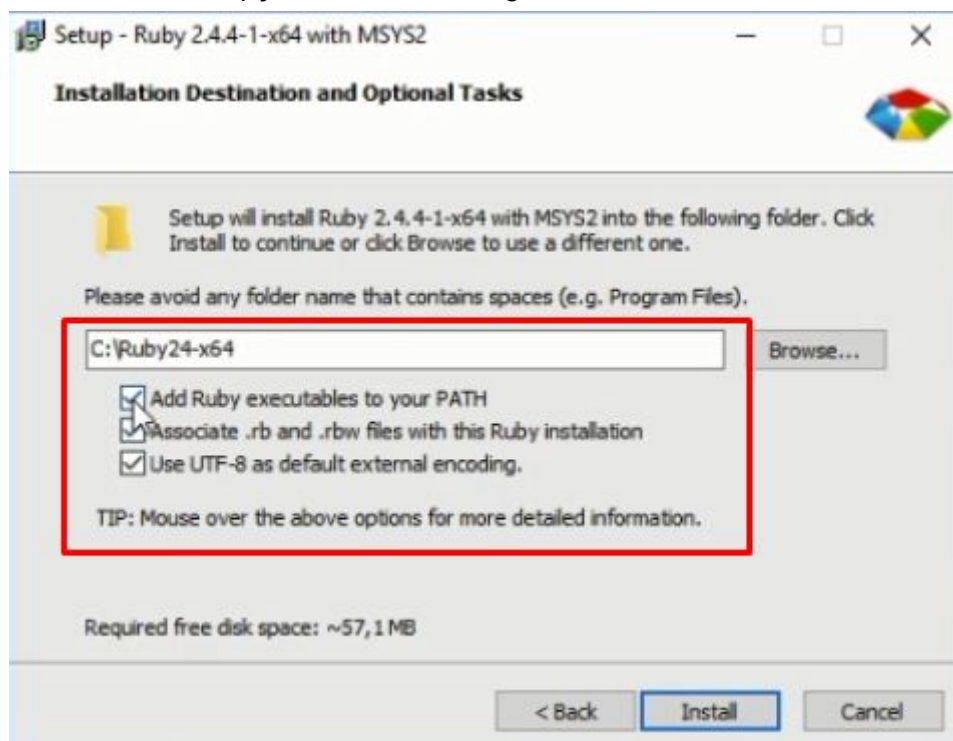 Setup - Ruby 2.4.4-1-x64 with MSYS2
Installation Destination and Optional Tasks
Setup will install Ruby 2.4.4-1-x64 with MSYS2 into the following folder. Click
Install to continue or click Browse to use a different one.
Please avoid any folder name that contains spaces (e.g. Program Files).
C:\Ruby24-x64
Browse...
Add Ruby executables to your PATH
Associate .rb and .rbw files with this Ruby installation
Use UTF-8 as default external encoding.
TIP: Mouse over the above options for more detailed information.
Required free disk space: ~57,1 MB
< Back Install Cancel